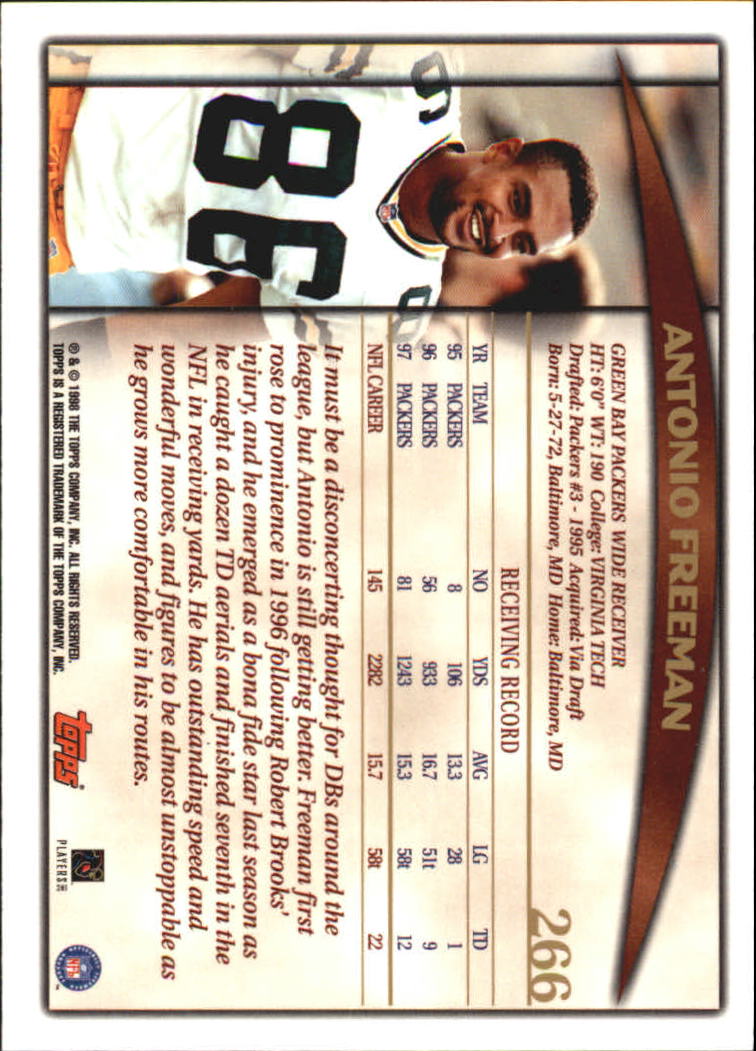 ANTONIO FREEMAN
266
GREEN BAY PACKERS WIDE RECEIVER
HT: 6'0" WT: 190 College: VIRGINIA TECH
Drafted: Packers #3 - 1995 Acquired: Via Draft
Born: 5-27-72, Baltimore, MD Home: Baltimore, MD
RECEIVING RECORD
YR TEAM NO YDS AVG LG TD
95 PACKERS 8 106 13.3 28 1
96 PACKERS 56 933 16.7 51t 9
97 PACKERS 81 1243 15.3 58t 12
NFL CAREER 145 2282 15.7 58t 22
It must be a disconcerting thought for DBs around the
league, but Antonio is still getting better. Freeman first
rose to prominence in 1996 following Robert Brooks'
injury, and he emerged as a bona fide star last season as
he caught a dozen TD aerials and finished seventh in the
NFL in receiving yards. He has outstanding speed and
wonderful moves, and figures to be almost unstoppable as
he grows more comfortable in his routes.
® & © 1998 THE TOPPS COMPANY, INC. ALL RIGHTS RESERVED.
TOPPS IS A REGISTERED TRADEMARK OF THE TOPPS COMPANY, INC.
topps®
PLAYERS INC
NFL
86